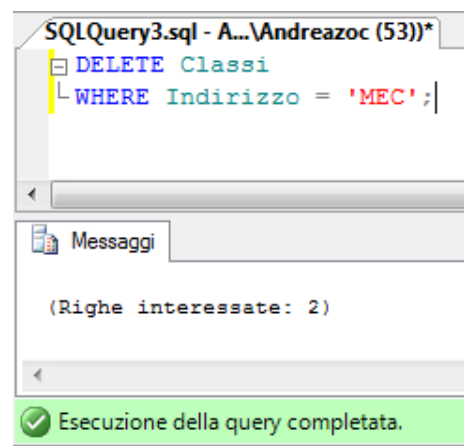 SQLQuery3.sql - A...\Andreazoc (53))*
DELETE Classi
WHERE Indirizzo = 'MEC';
Messaggi
(Righe interessate: 2)
Esecuzione della query completata.